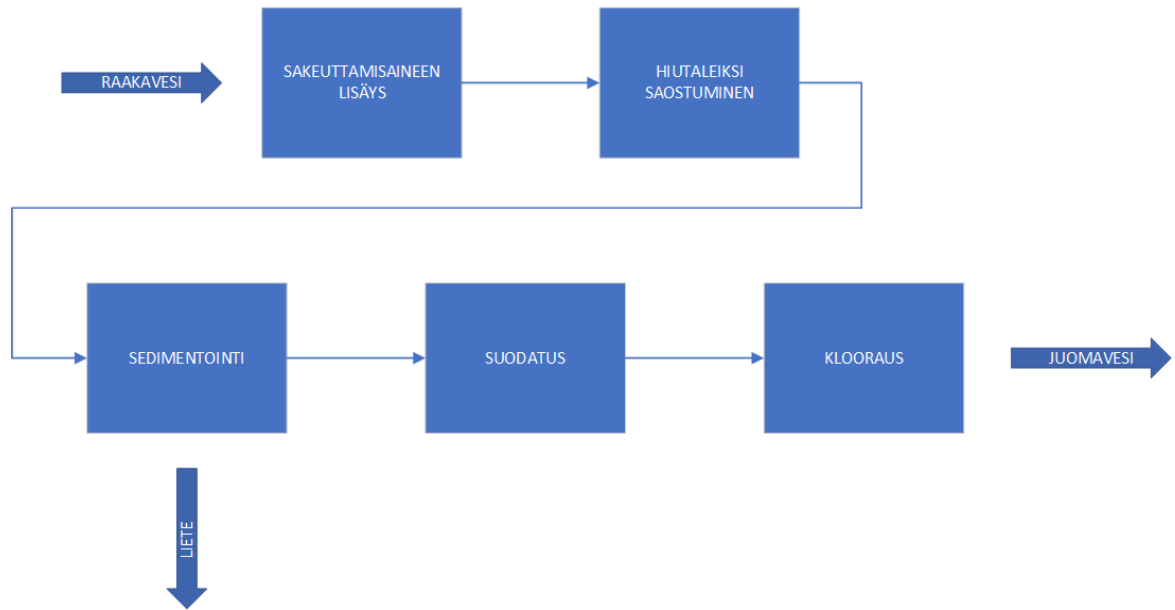 RAAKAVESI
SAKEUTTAMISAINEEN
LISÄYS
HIUTALEIKSI
SAOSTUMINEN
SEDIMENTOINTI
SUODATUS
KLOORAUS
JUOMAVESI
LIETE